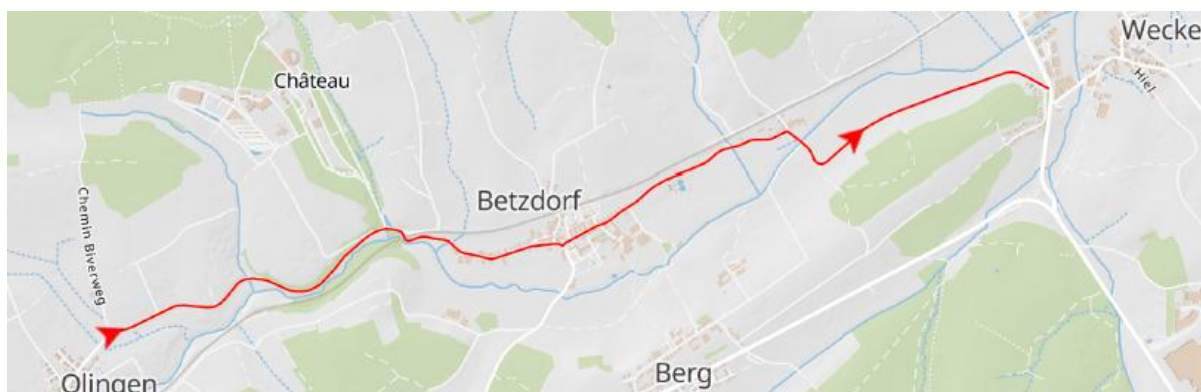 Wecke
Château
Hiel
Betzdorf
Chemin Biverweg
Berg
Olingen